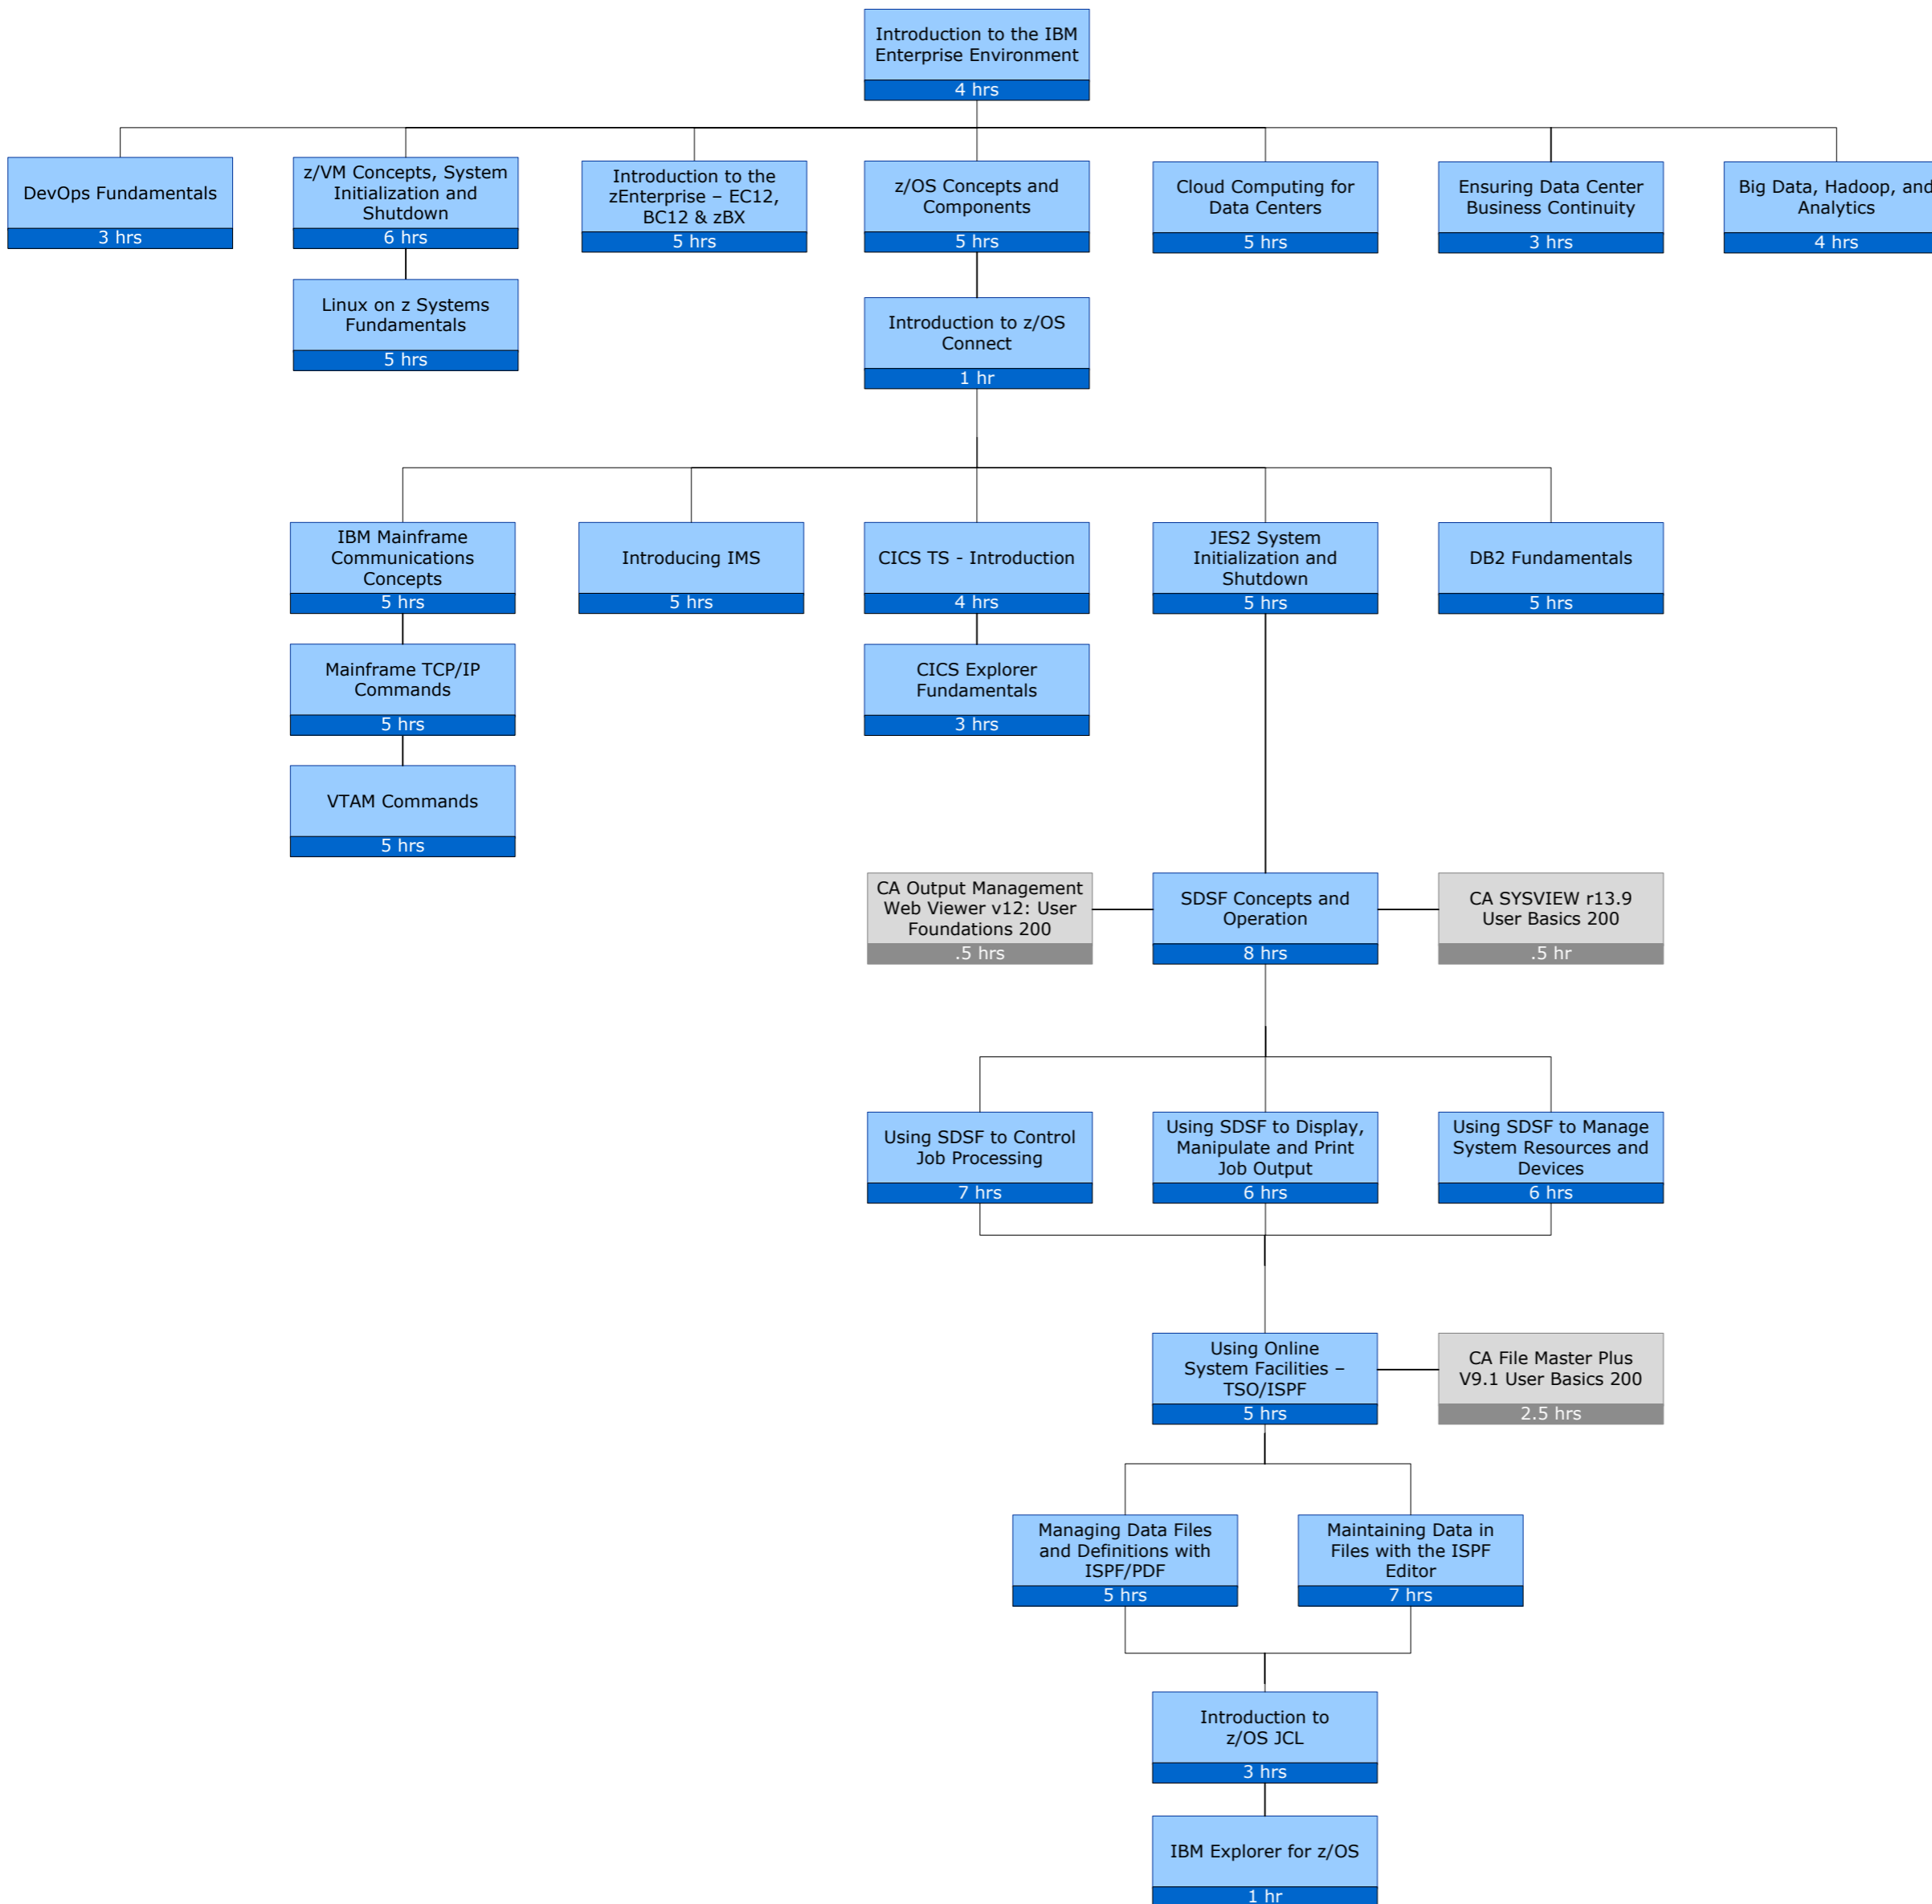 Introduction to the IBM
Enterprise Environment
4 hrs
DevOps Fundamentals
3 hrs
z/VM Concepts, System
Initialization and
Shutdown
6 hrs
Introduction to the
zEnterprise – EC12,
BC12 & zBX
5 hrs
z/OS Concepts and
Components
5 hrs
Cloud Computing for
Data Centers
5 hrs
Ensuring Data Center
Business Continuity
3 hrs
Big Data, Hadoop, and
Analytics
4 hrs
Linux on z Systems
Fundamentals
5 hrs
Introduction to z/OS
Connect
1 hr
IBM Mainframe
Communications
Concepts
5 hrs
Introducing IMS
5 hrs
CICS TS - Introduction
4 hrs
JES2 System
Initialization and
Shutdown
5 hrs
DB2 Fundamentals
5 hrs
Mainframe TCP/IP
Commands
5 hrs
CICS Explorer
Fundamentals
3 hrs
VTAM Commands
5 hrs
CA Output Management
Web Viewer v12: User
Foundations 200
.5 hrs
SDSF Concepts and
Operation
8 hrs
CA SYSVIEW r13.9
User Basics 200
.5 hr
Using SDSF to Control
Job Processing
7 hrs
Using SDSF to Display,
Manipulate and Print
Job Output
6 hrs
Using SDSF to Manage
System Resources and
Devices
6 hrs
Using Online
System Facilities –
TSO/ISPF
5 hrs
CA File Master Plus
V9.1 User Basics 200
2.5 hrs
Managing Data Files
and Definitions with
ISPF/PDF
5 hrs
Maintaining Data in
Files with the ISPF
Editor
7 hrs
Introduction to
z/OS JCL
3 hrs
IBM Explorer for z/OS
1 hr